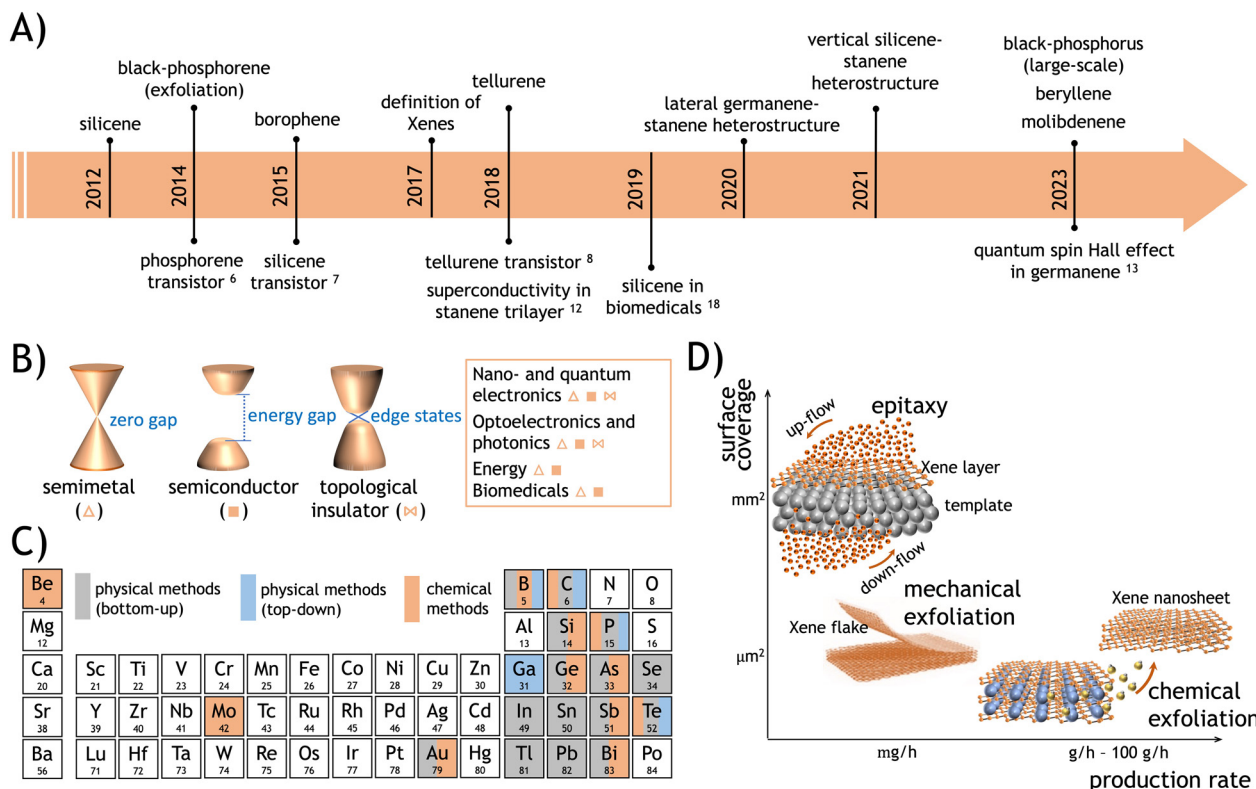 A)
silicene
black-phosphorene
(exfoliation)
borophene
definition of
Xenes
tellurene
lateral germanene-
stanene heterostructure
vertical silicene-
stanene
heterostructure
black-phosphorus
(large-scale)
beryllene
molibdenene
2012
2014
2015
2017
2018
2019
2020
2021
2023
phosphorene
transistor 6
silicene
transistor 7
tellurene transistor 8
superconductivity in
stanene trilayer 12
silicene in
biomedicals 18
quantum spin Hall effect
in germanene 13
B)
zero gap
energy gap
edge states
semimetal
(△)
semiconductor
(■)
topological
insulator (⋈)
Nano- and quantum
electronics △ ■ ⋈
Optoelectronics and
photonics △ ■ ⋈
Energy △ ■
Biomedicals △ ■
C)
physical methods
(bottom-up)
physical methods
(top-down)
chemical
methods
Be B C N O
4 5 6 7 8
Mg Al Si P S
12 13 14 15 16
Ca Sc Ti V Cr Mn Fe Co Ni Cu Zn Ga Ge As Se
20 21 22 23 24 25 26 27 28 29 30 31 32 33 34
Sr Y Zr Nb Mo Tc Ru Rh Pd Ag Cd In Sn Sb Te
38 39 40 41 42 43 44 45 46 47 48 49 50 51 52
Ba Lu Hf Ta W Re Os Ir Pt Au Hg Tl Pb Bi Po
56 71 72 73 74 75 76 77 78 79 80 81 82 83 84
D)
surface
coverage
mm2
μm2
up-flow
epitaxy
Xene layer
template
down-flow
mechanical
exfoliation
Xene flake
Xene nanosheet
chemical
exfoliation
mg/h
g/h - 100 g/h
production rate